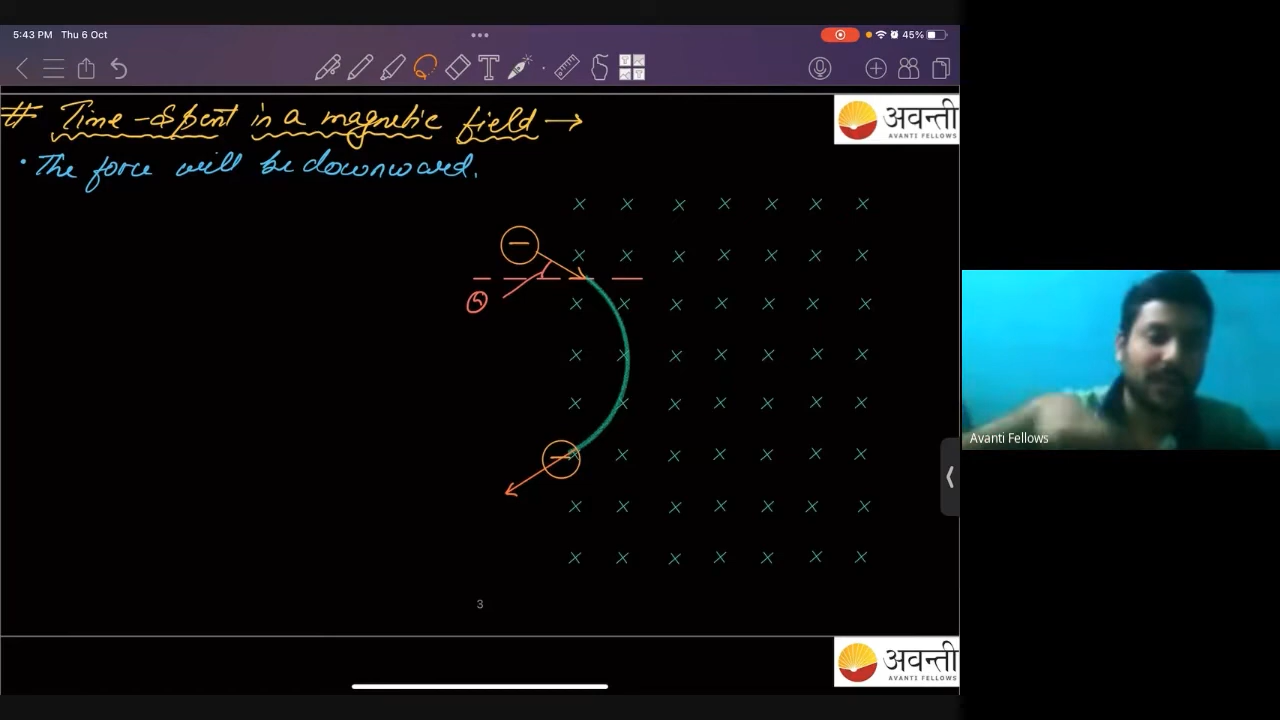 5:43 PM Thu 6 Oct
45%
# Time-Spent in a magnetic field →
अवन्ती
AVANTI FELLOWS
• The force will be downward.
θ
Avanti Fellows
3
अवन्ती
AVANTI FELLOWS